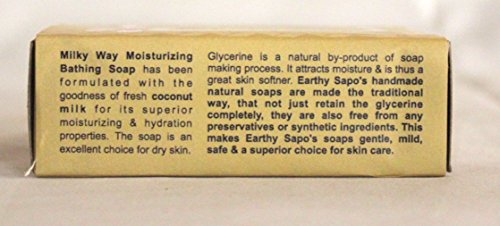 Milky Way Moisturizing
Bathing Soap has been
formulated with the
goodness of fresh coconut
milk for its superior
moisturizing & hydration
properties. The soap is an
excellent choice for dry skin.
Glycerine is a natural by-product of soap
making process. It attracts moisture & is thus a
great skin softner. Earthy Sapo's handmade
natural soaps are made the traditional
way, that not just retain the glycerine
completely, they are also free from any
preservatives or synthetic ingredients. This
makes Earthy Sapo's soaps gentle, mild,
safe & a superior choice for skin care.